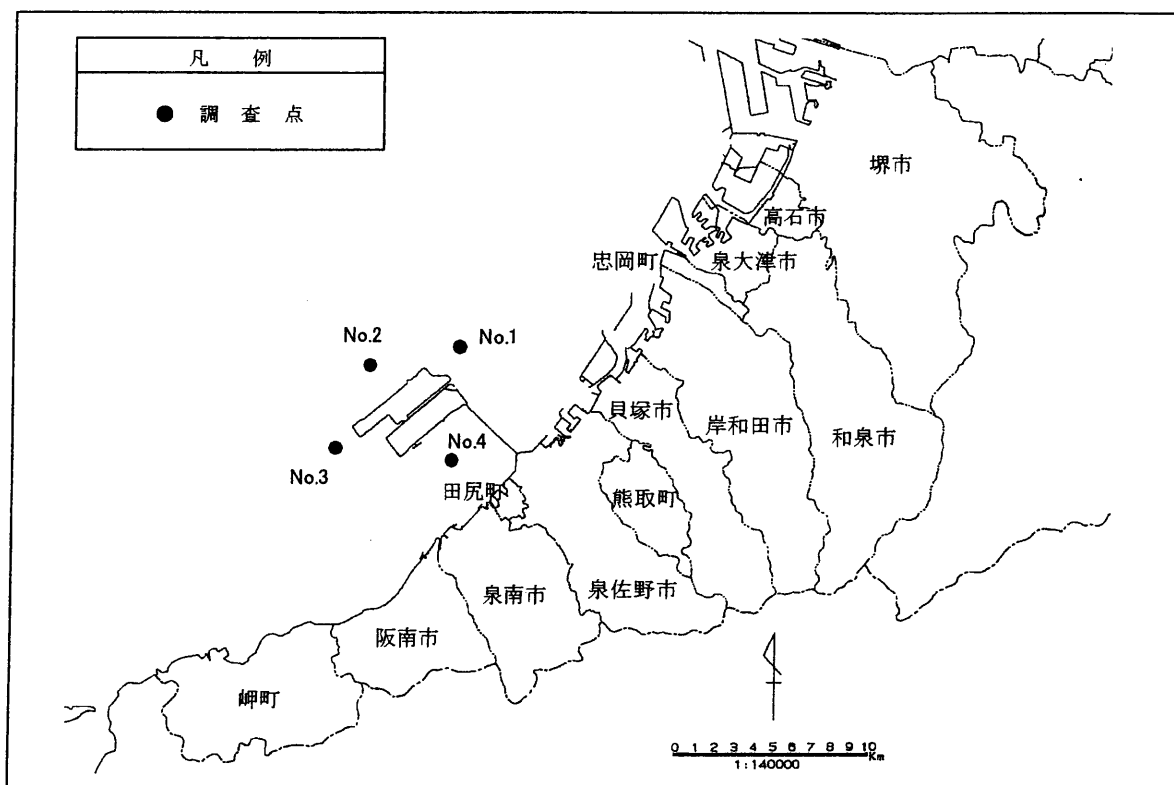 凡 例
● 調 査 点
堺市
高石市
忠岡町
泉大津市
No.2
No.1
貝塚市
岸和田市
和泉市
No.4
No.3
田尻町
熊取町
泉南市
泉佐野市
阪南市
岬町
0 1 2 3 4 5 6 7 8 9 10
Km
1:140000